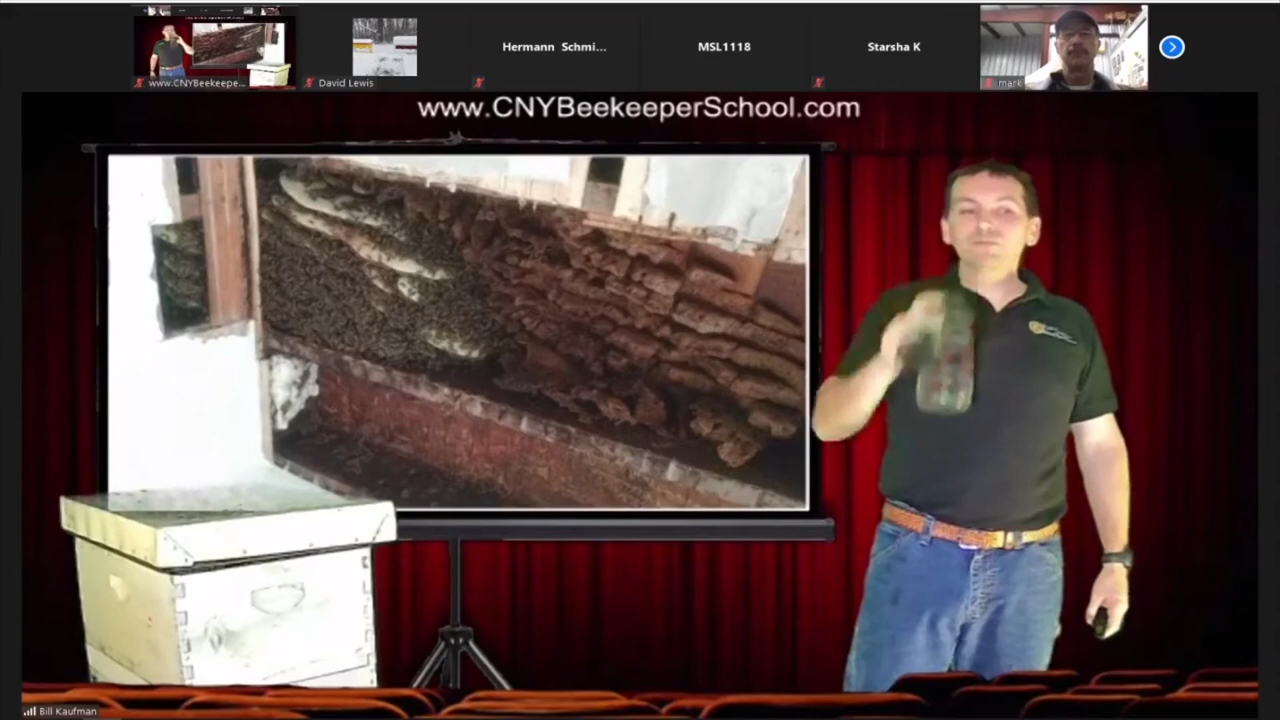 www.CNYBeekeepe...
David Lewis
Hermann Schmi...
MSL1118
Starsha K
mark
www.CNYBeekeeperSchool.com
Bill Kaufman